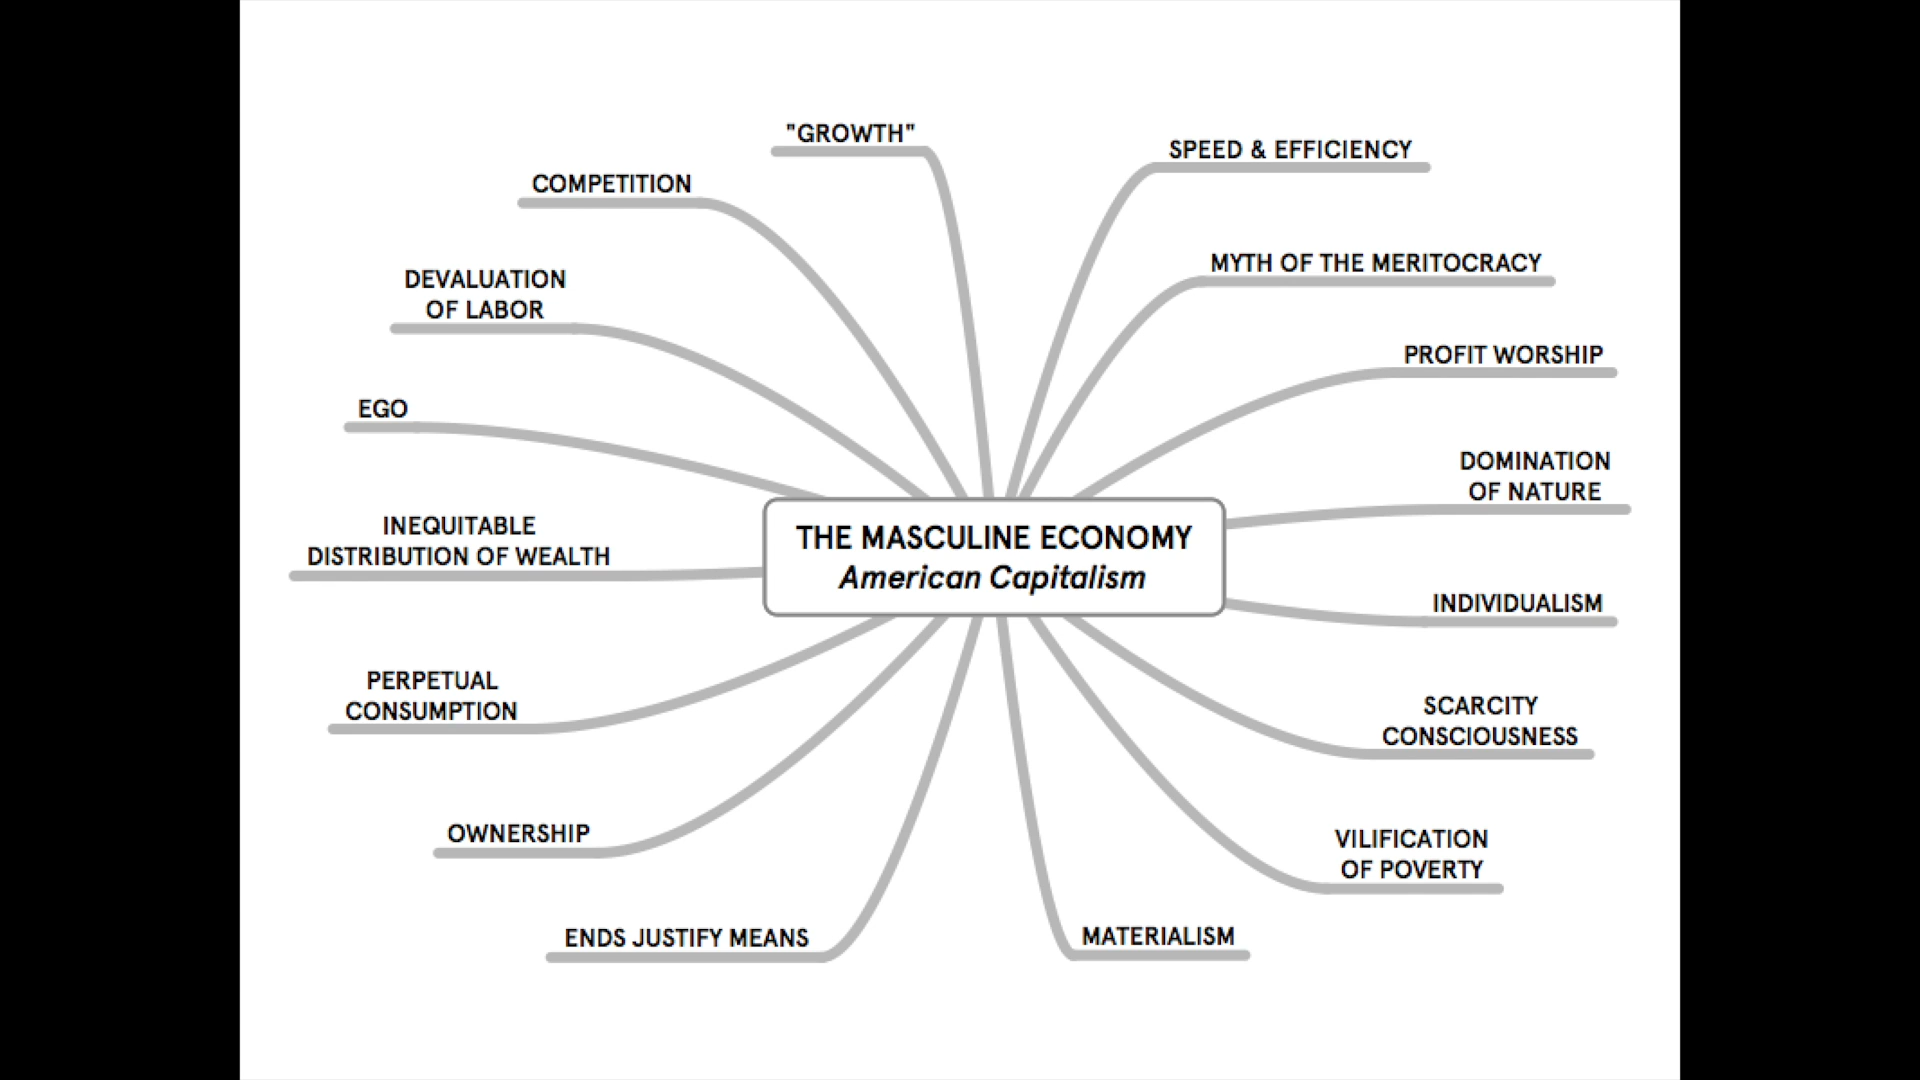 "GROWTH"
SPEED & EFFICIENCY
COMPETITION
MYTH OF THE MERITOCRACY
DEVALUATION
OF LABOR
PROFIT WORSHIP
EGO
DOMINATION
OF NATURE
THE MASCULINE ECONOMY
American Capitalism
INEQUITABLE
DISTRIBUTION OF WEALTH
INDIVIDUALISM
PERPETUAL
CONSUMPTION
SCARCITY
CONSCIOUSNESS
OWNERSHIP
VILIFICATION
OF POVERTY
ENDS JUSTIFY MEANS
MATERIALISM